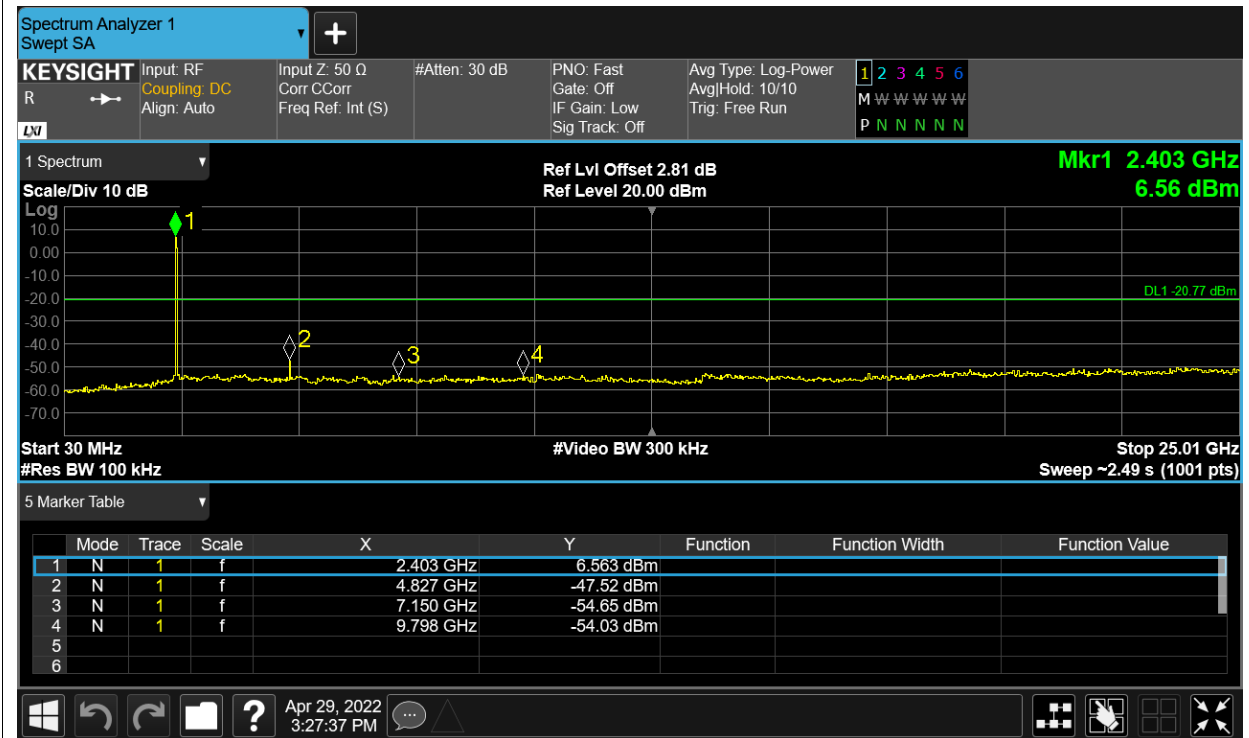 Spectrum Analyzer 1
Swept SA
+
KEYSIGHT
R
LXI
Input: RF
Coupling: DC
Align: Auto
Input Z: 50 Ω
Corr CCorr
Freq Ref: Int (S)
#Atten: 30 dB
PNO: Fast
Gate: Off
IF Gain: Low
Sig Track: Off
Avg Type: Log-Power
Avg|Hold: 10/10
Trig: Free Run
1 2 3 4 5 6
M W W W W W
P N N N N N
1 Spectrum
Scale/Div 10 dB
Ref Lvl Offset 2.81 dB
Ref Level 20.00 dBm
Mkr1 2.403 GHz
6.56 dBm
Log
10.0
0.00
-10.0
-20.0
-30.0
-40.0
-50.0
-60.0
-70.0
1
2
3
4
DL1 -20.77 dBm
Start 30 MHz
#Video BW 300 kHz
Stop 25.01 GHz
#Res BW 100 kHz
Sweep ~2.49 s (1001 pts)
5 Marker Table
Mode Trace Scale X Y Function Function Width Function Value
1 N 1 f 2.403 GHz 6.563 dBm
2 N 1 f 4.827 GHz -47.52 dBm
3 N 1 f 7.150 GHz -54.65 dBm
4 N 1 f 9.798 GHz -54.03 dBm
5
6
?
Apr 29, 2022
3:27:37 PM